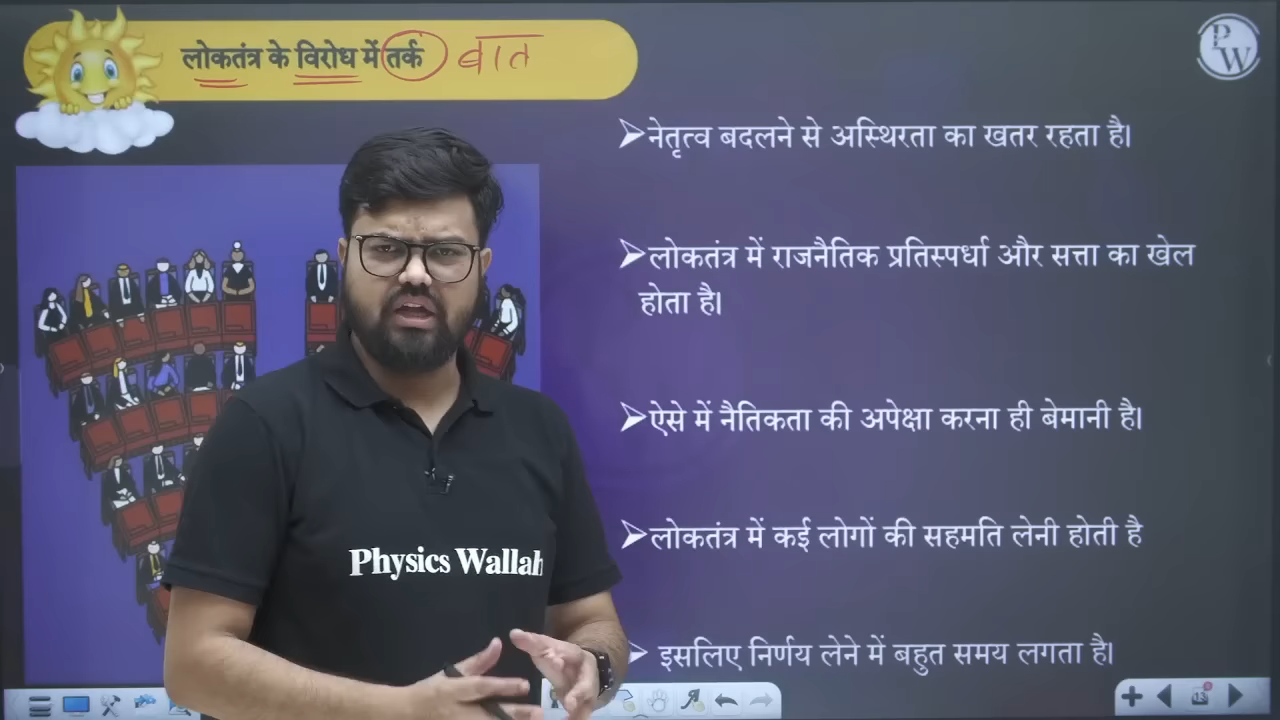 लोकतंत्र के विरोध में तर्क बात
PW
नेतृत्व बदलने से अस्थिरता का खतर रहता है।
लोकतंत्र में राजनैतिक प्रतिस्पर्धा और सत्ता का खेल
होता है।
ऐसे में नैतिकता की अपेक्षा करना ही बेमानी है।
लोकतंत्र में कई लोगों की सहमति लेनी होती है
इसलिए निर्णय लेने में बहुत समय लगता है।
Physics Wallah
18